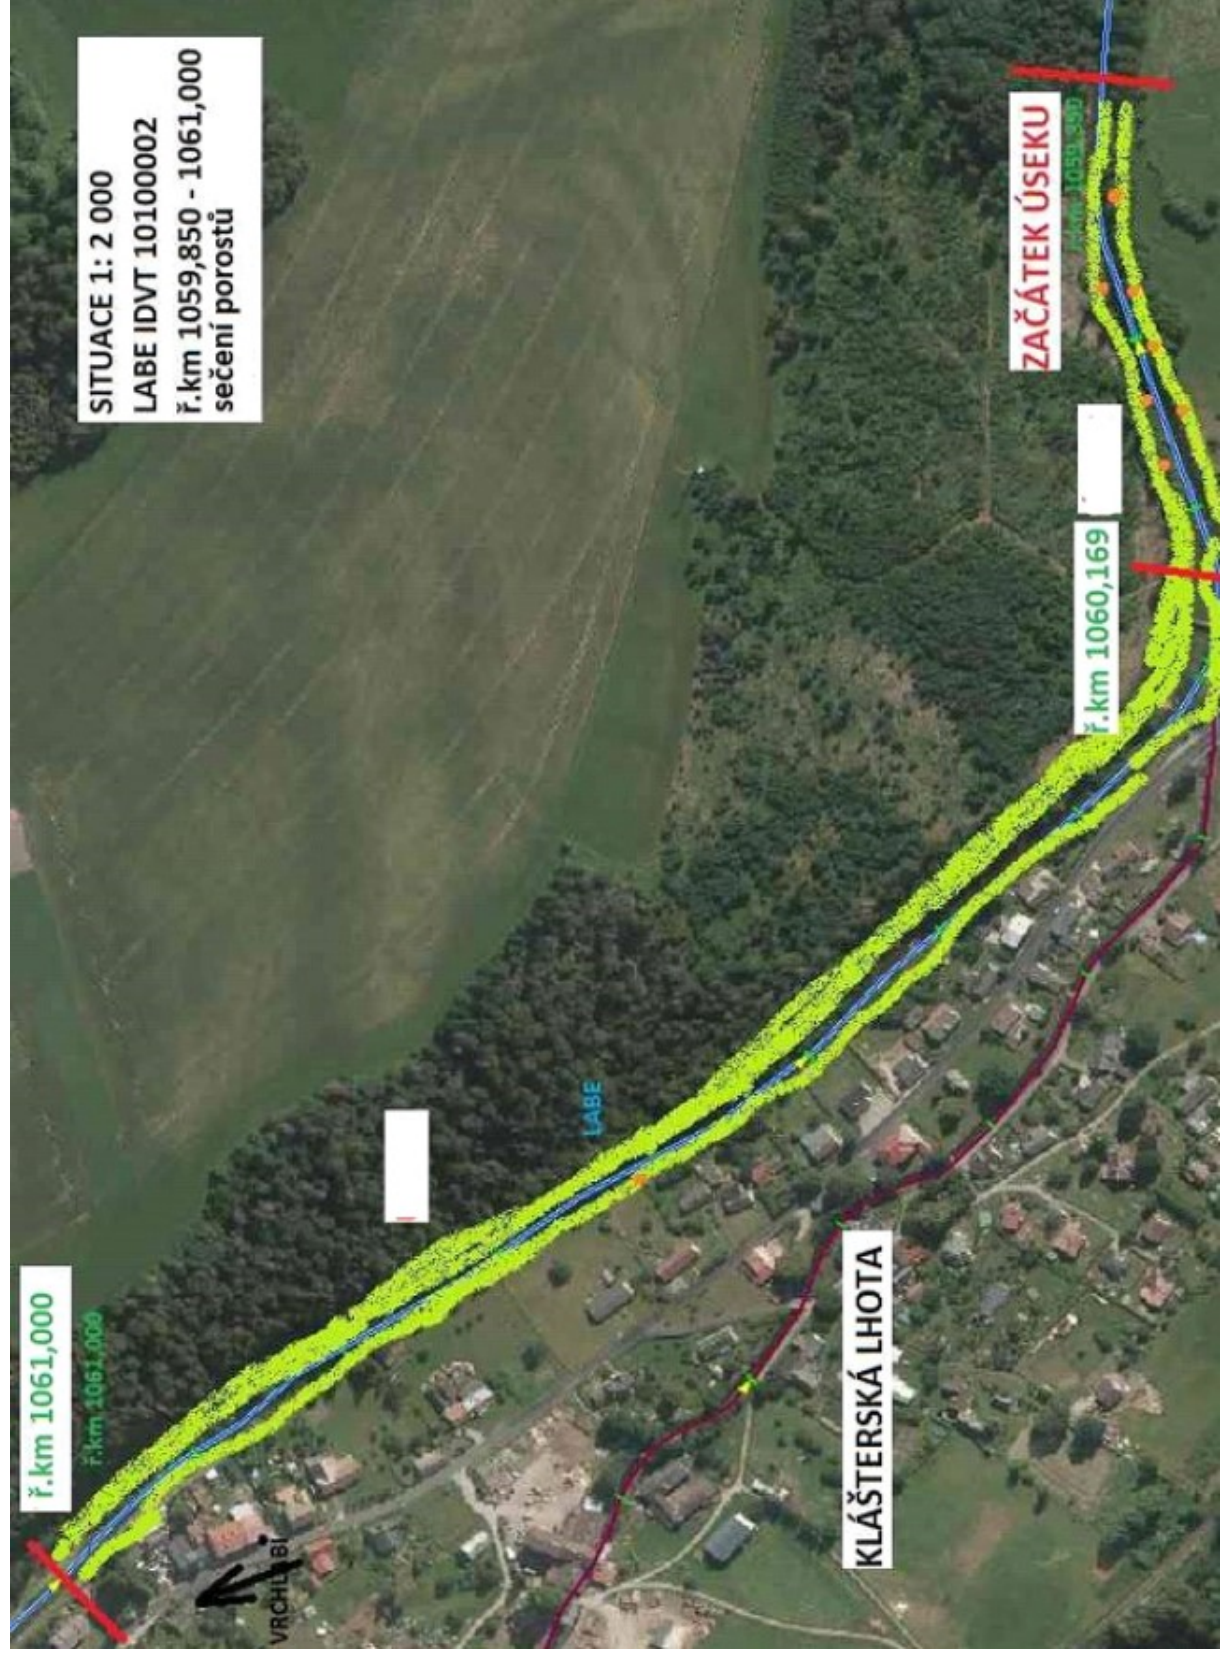 SITUACE 1: 2 000
LABE IDVT 10100002
ř.km 1059,850 - 1061,000
sečení porostů
ZAČÁTEK ÚSEKU
ř.km 1060,169
LABE
ř.km 1061,000
ř.km 1061,000
KLÁŠTERSKÁ LHOTA
VRCHLABÍ